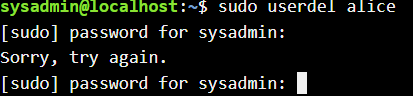 sysadmin@localhost:~$ sudo userdel alice
[sudo] password for sysadmin:
Sorry, try again.
[sudo] password for sysadmin: